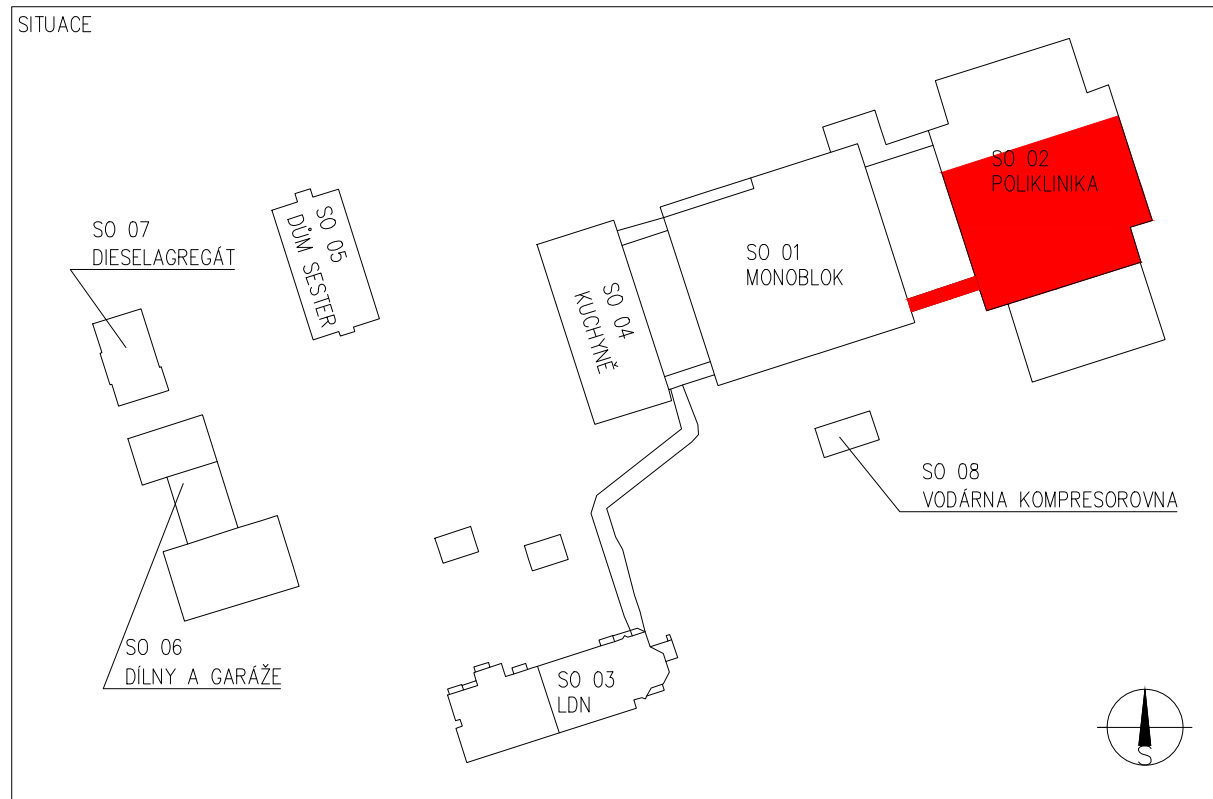 SITUACE
SO 02
POLIKLINIKA
SO 07
DIESELAGREGÁT
SO 05
DŮM SESTER
SO 01
MONOBLOK
SO 04
KUCHYNĚ
SO 08
VODÁRNA KOMPRESOROVNA
SO 06
DÍLNY A GARÁŽE
SO 03
LDN
S